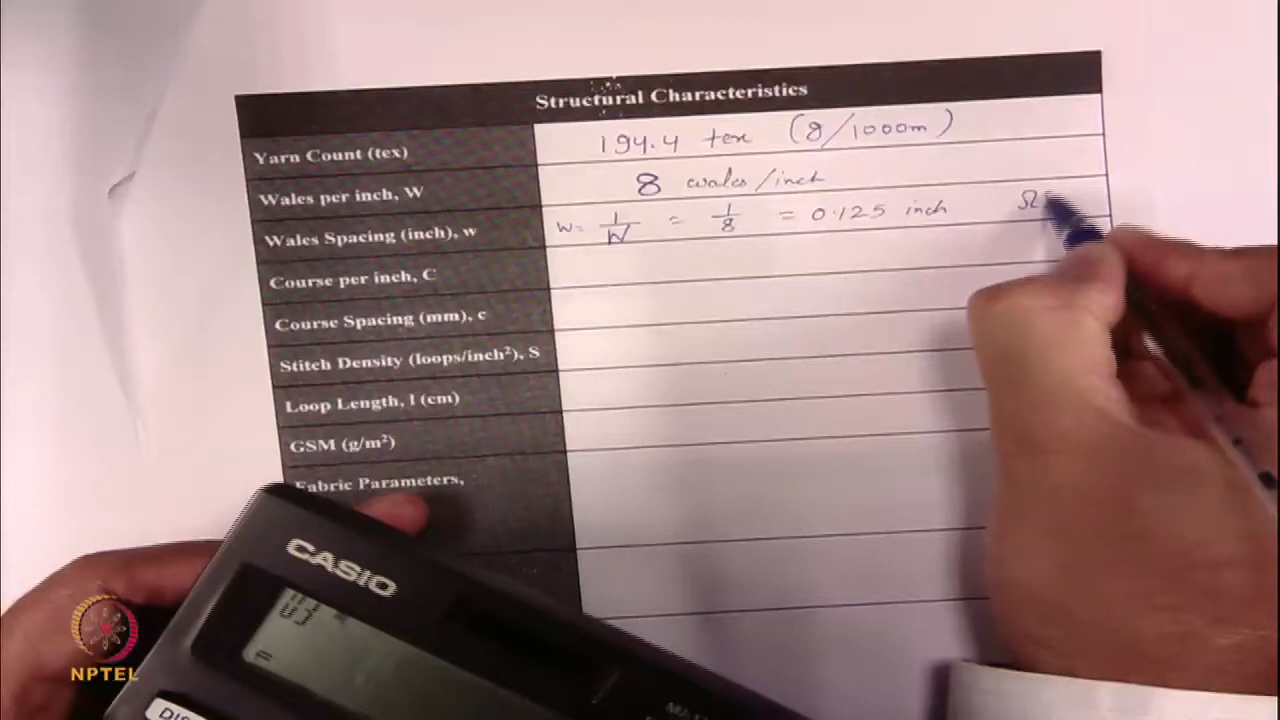 Structural Characteristics
Yarn Count (tex) 194.4 tex (g/1000m)
Wales per inch, W 8 wales/inch
Wales Spacing (inch), w w= 1/W = 1/8 = 0.125 inch
Course per inch, C
Course Spacing (mm), c
Stitch Density (loops/inch²), S
Loop Length, l (cm)
GSM (g/m²)
Fabric Parameters,
CASIO
NPTEL